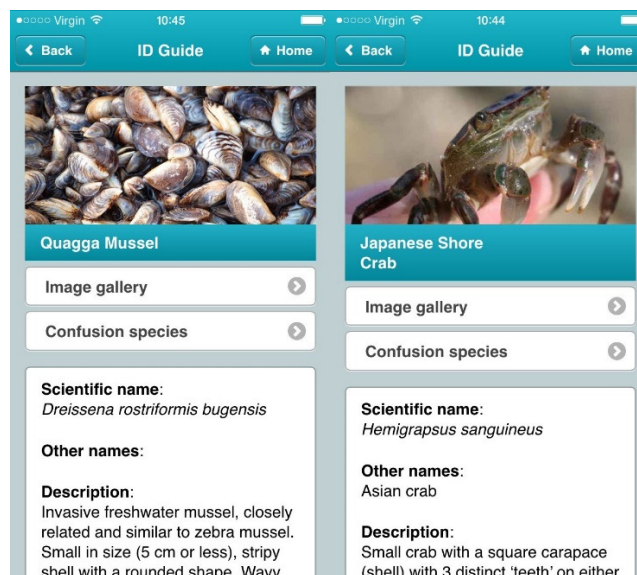 Virgin 10:45
Back ID Guide Home
Quagga Mussel
Image gallery
Confusion species
Scientific name:
Dreissena rostriformis bugensis
Other names:
Description:
Invasive freshwater mussel, closely
related and similar to zebra mussel.
Small in size (5 cm or less), stripy
shell with a rounded shape. Wavy
Virgin 10:44
Back ID Guide Home
Japanese Shore
Crab
Image gallery
Confusion species
Scientific name:
Hemigrapsus sanguineus
Other names:
Asian crab
Description:
Small crab with a square carapace
(shell) with 3 distinct ‘teeth’ on either